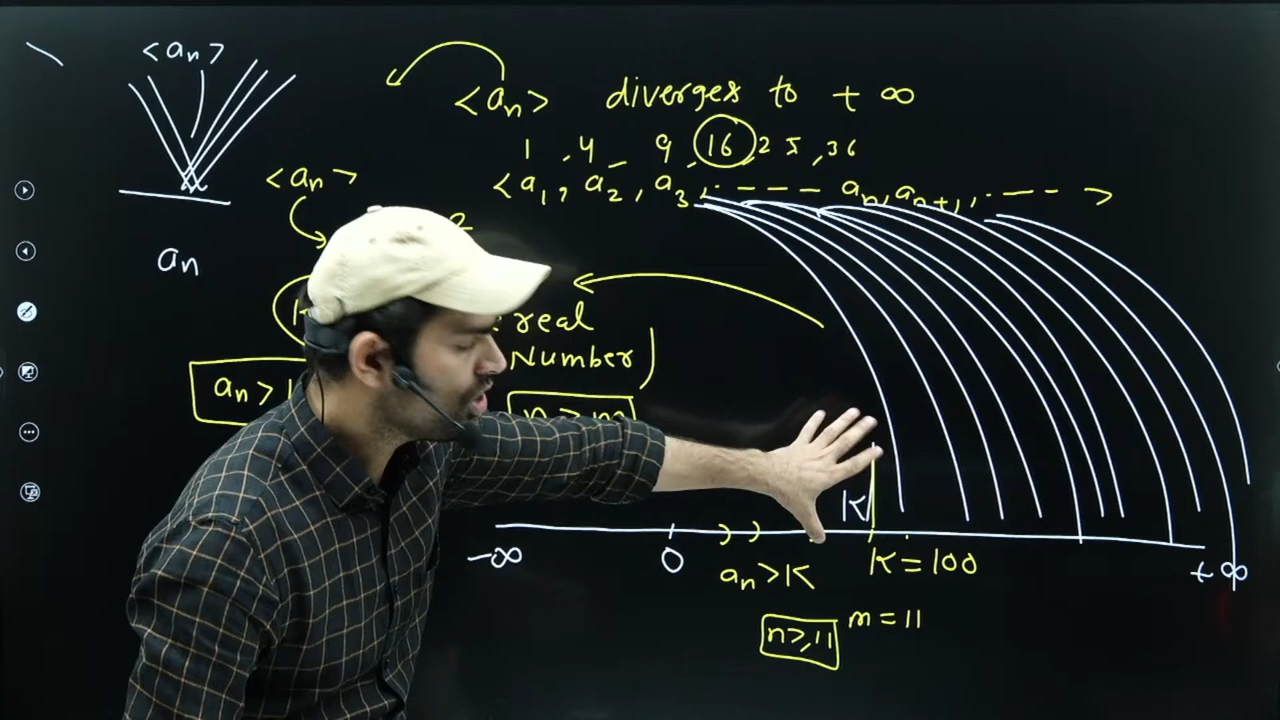 <an>
<an> diverges to + ∞
1 , 4 , 9 , 16 , 25 , 36
<a1, a2, a3, ---- an, an+1, --- >
<an>
2
an
real
Number)
an >
n ≥ m
K
-∞ 0 + ∞
an > K
K = 100
n ≥ 11
m = 11